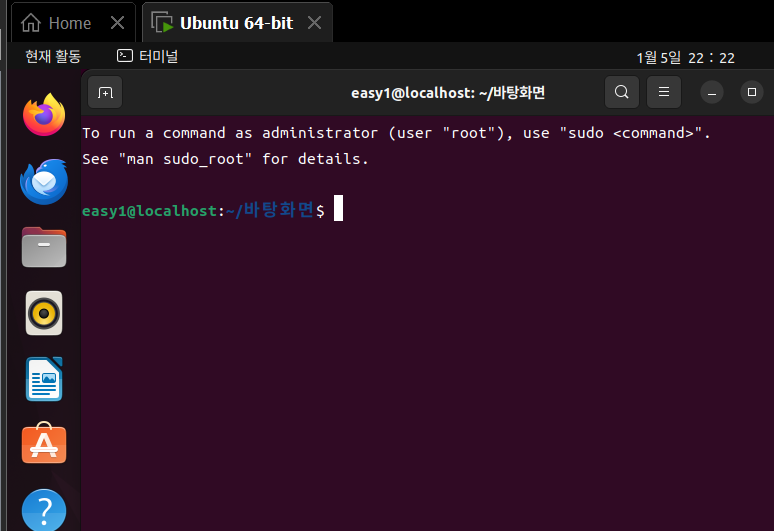 Home
Ubuntu 64-bit
현재 활동
터미널
1월 5일 22 : 22
easy1@localhost: ~/바탕화면
To run a command as administrator (user "root"), use "sudo <command>".
See "man sudo_root" for details.
easy1@localhost:~/바탕화면$